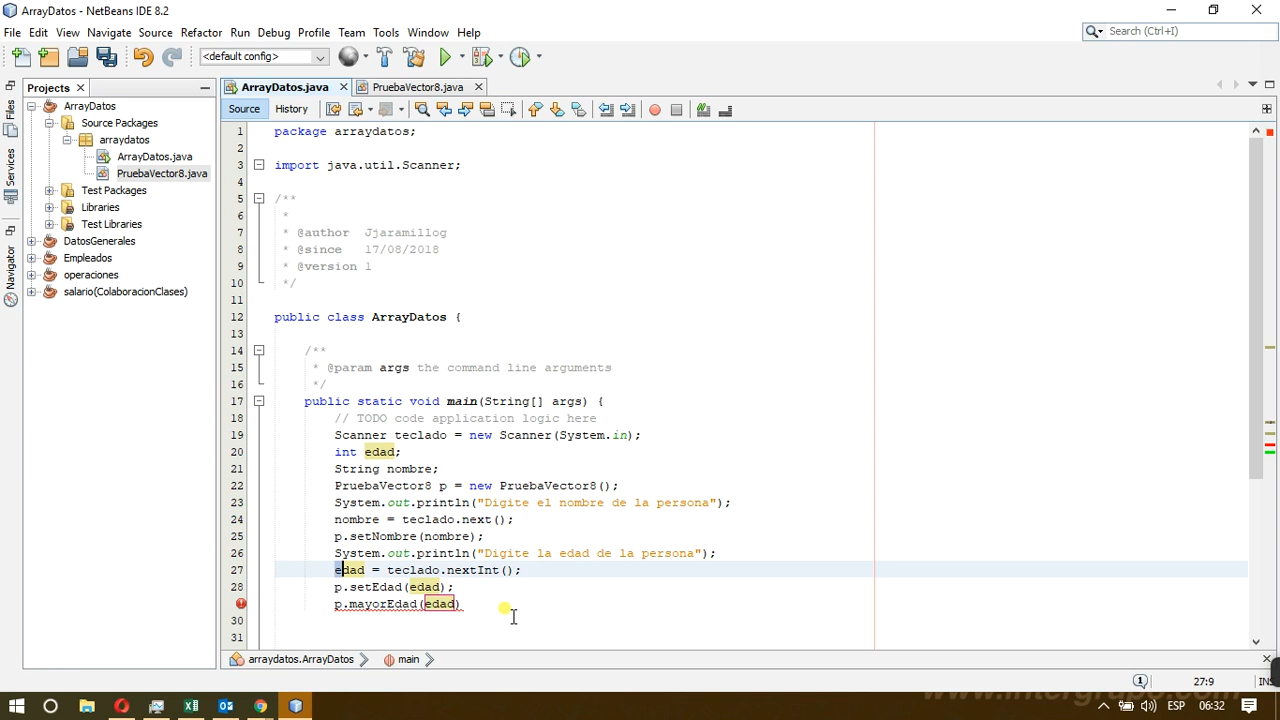 ArrayDatos - NetBeans IDE 8.2
File Edit View Navigate Source Refactor Run Debug Profile Team Tools Window Help
Search (Ctrl+I)
<default config>
Projects
ArrayDatos.java
PruebaVector8.java
Files
Services
Navigator
ArrayDatos
Source Packages
arraydatos
ArrayDatos.java
PruebaVector8.java
Test Packages
Libraries
Test Libraries
DatosGenerales
Empleados
operaciones
salario(ColaboracionClases)
Source History
1 package arraydatos;
2
3 import java.util.Scanner;
4
5 /**
6 *
7 * @author Jjaramillog
8 * @since 17/08/2018
9 * @version 1
10 */
11
12 public class ArrayDatos {
13
14 /**
15 * @param args the command line arguments
16 */
17 public static void main(String[] args) {
18 // TODO code application logic here
19 Scanner teclado = new Scanner(System.in);
20 int edad;
21 String nombre;
22 PruebaVector8 p = new PruebaVector8();
23 System.out.println("Digite el nombre de la persona");
24 nombre = teclado.next();
25 p.setNombre(nombre);
26 System.out.println("Digite la edad de la persona");
27 edad = teclado.nextInt();
28 p.setEdad(edad);
p.mayorEdad(edad)
30
31
arraydatos.ArrayDatos main
27:9 INS
www.intergrupo.com
ESP 06:32